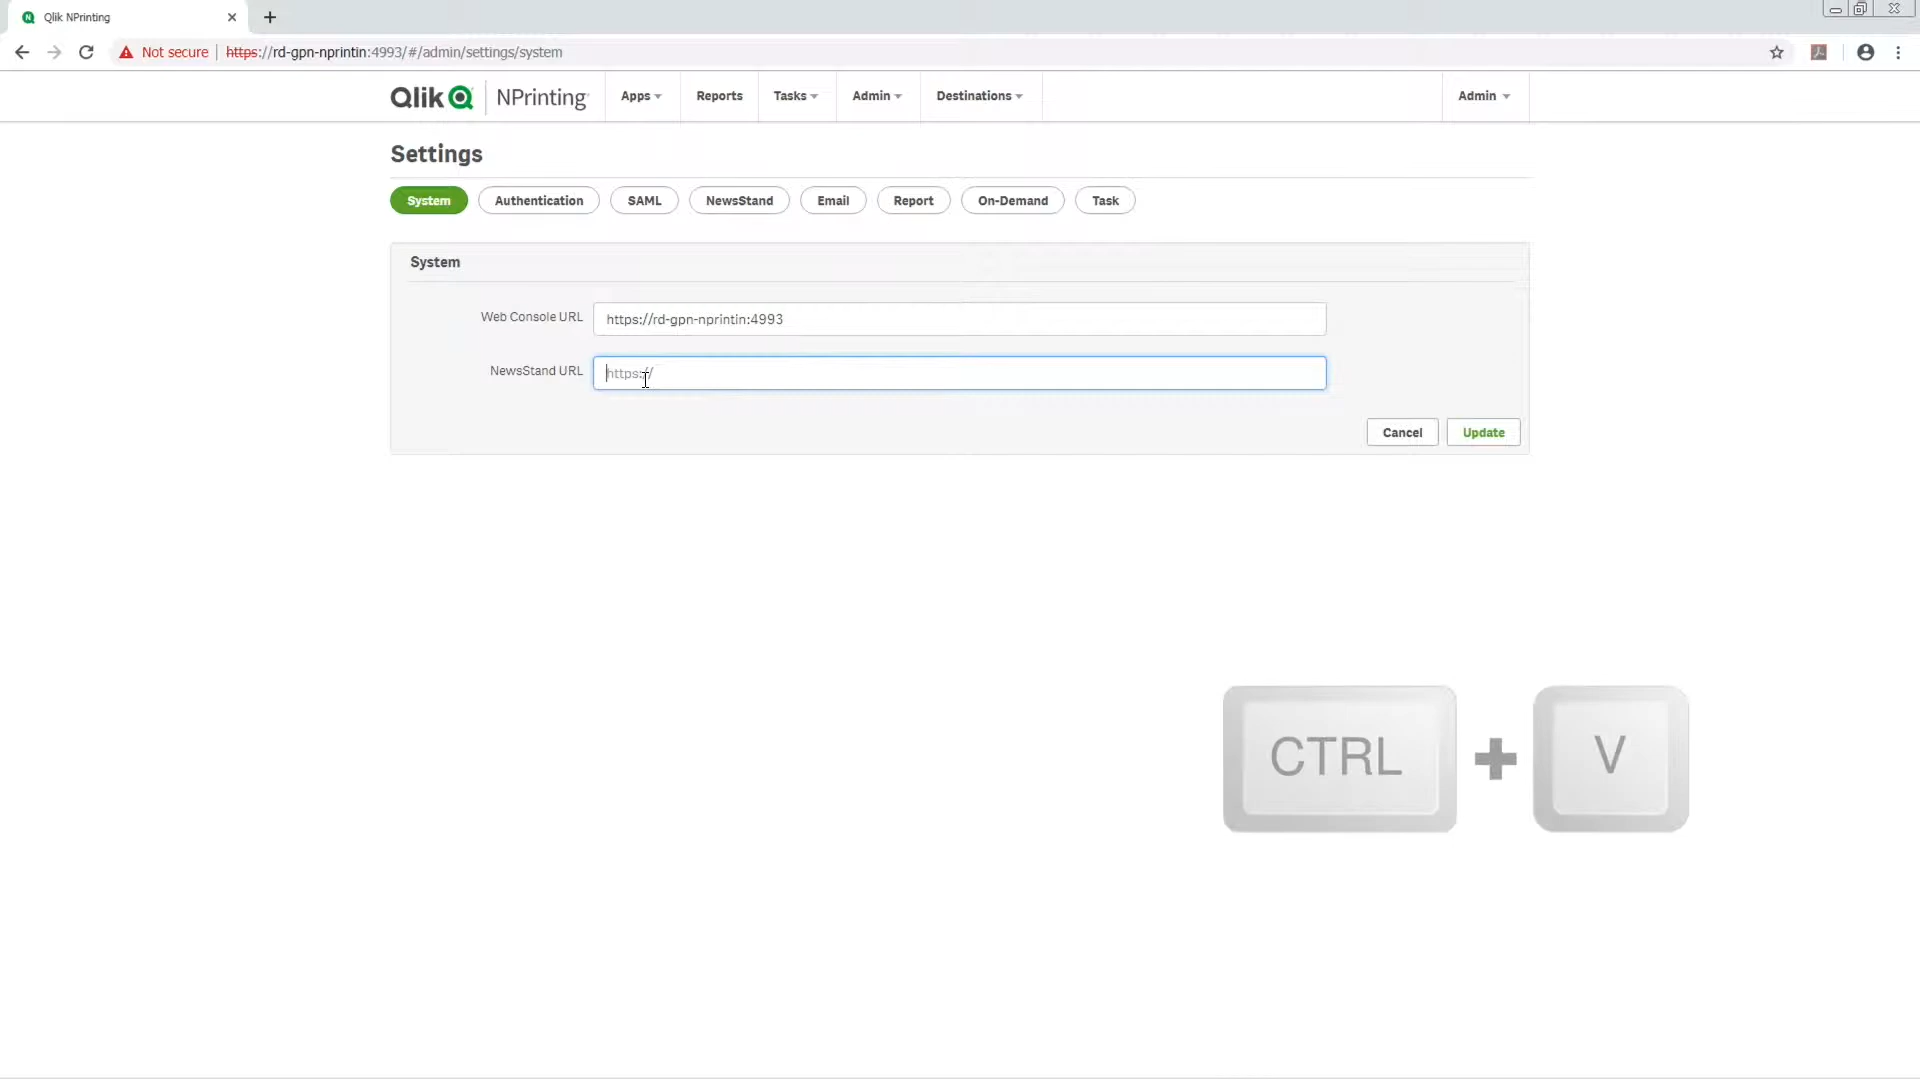 Qlik NPrinting
Not secure | https://rd-gpn-nprintin:4993/#/admin/settings/system
Qlik NPrinting Apps Reports Tasks Admin Destinations Admin
Settings
System Authentication SAML NewsStand Email Report On-Demand Task
System
Web Console URL https://rd-gpn-nprintin:4993
NewsStand URL https://
Cancel Update
CTRL + V